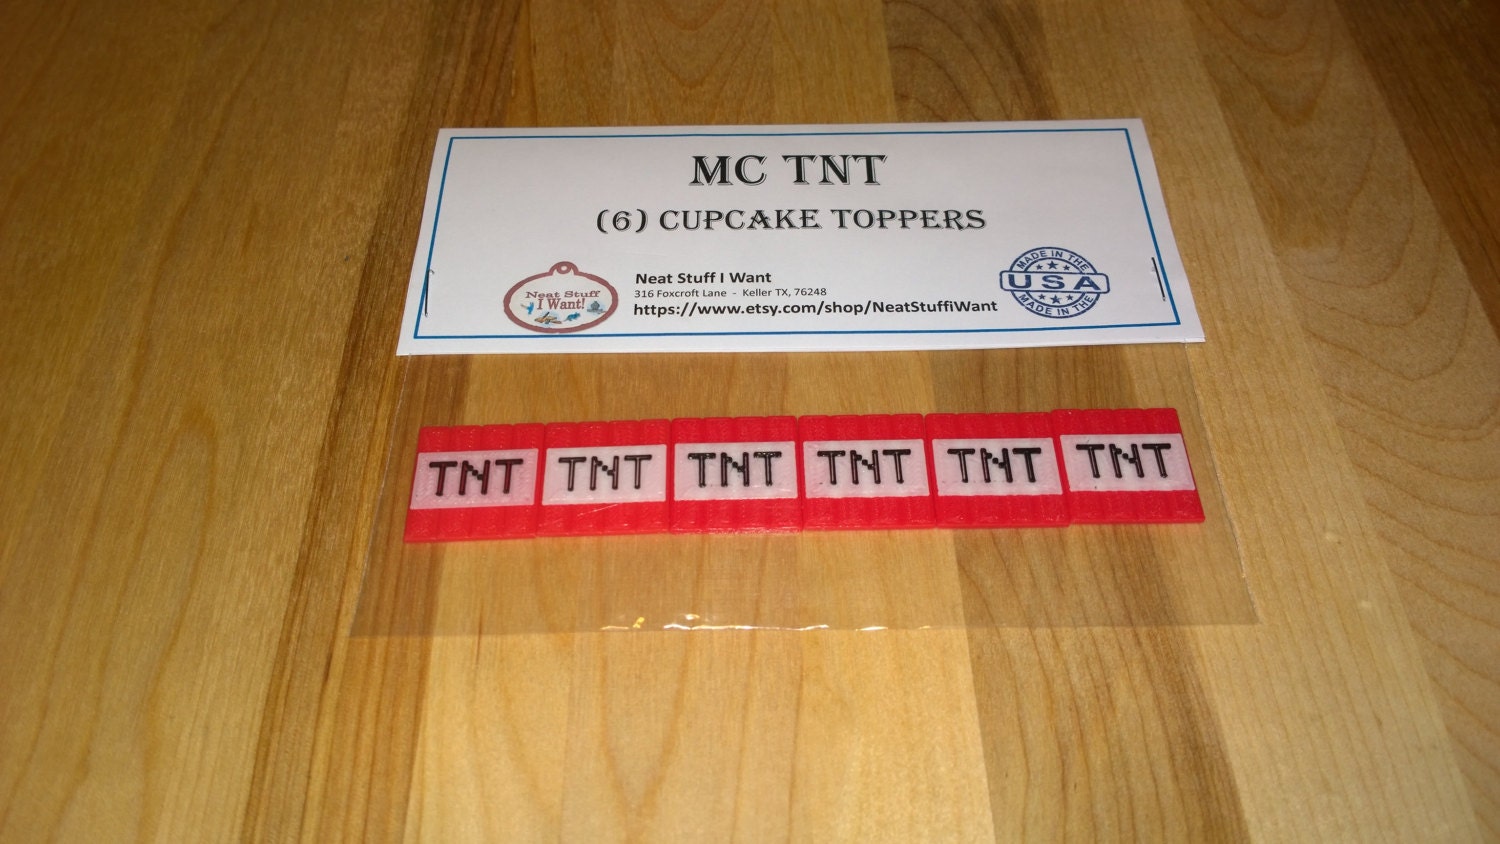 MC TNT
(6) CUPCAKE TOPPERS
Neat Stuff
I Want!
Neat Stuff I Want
316 Foxcroft Lane - Keller TX, 76248
https://www.etsy.com/shop/NeatStuffiWant
MADE IN THE
USA
MADE IN THE
TNT TNT TNT TNT TNT TNT